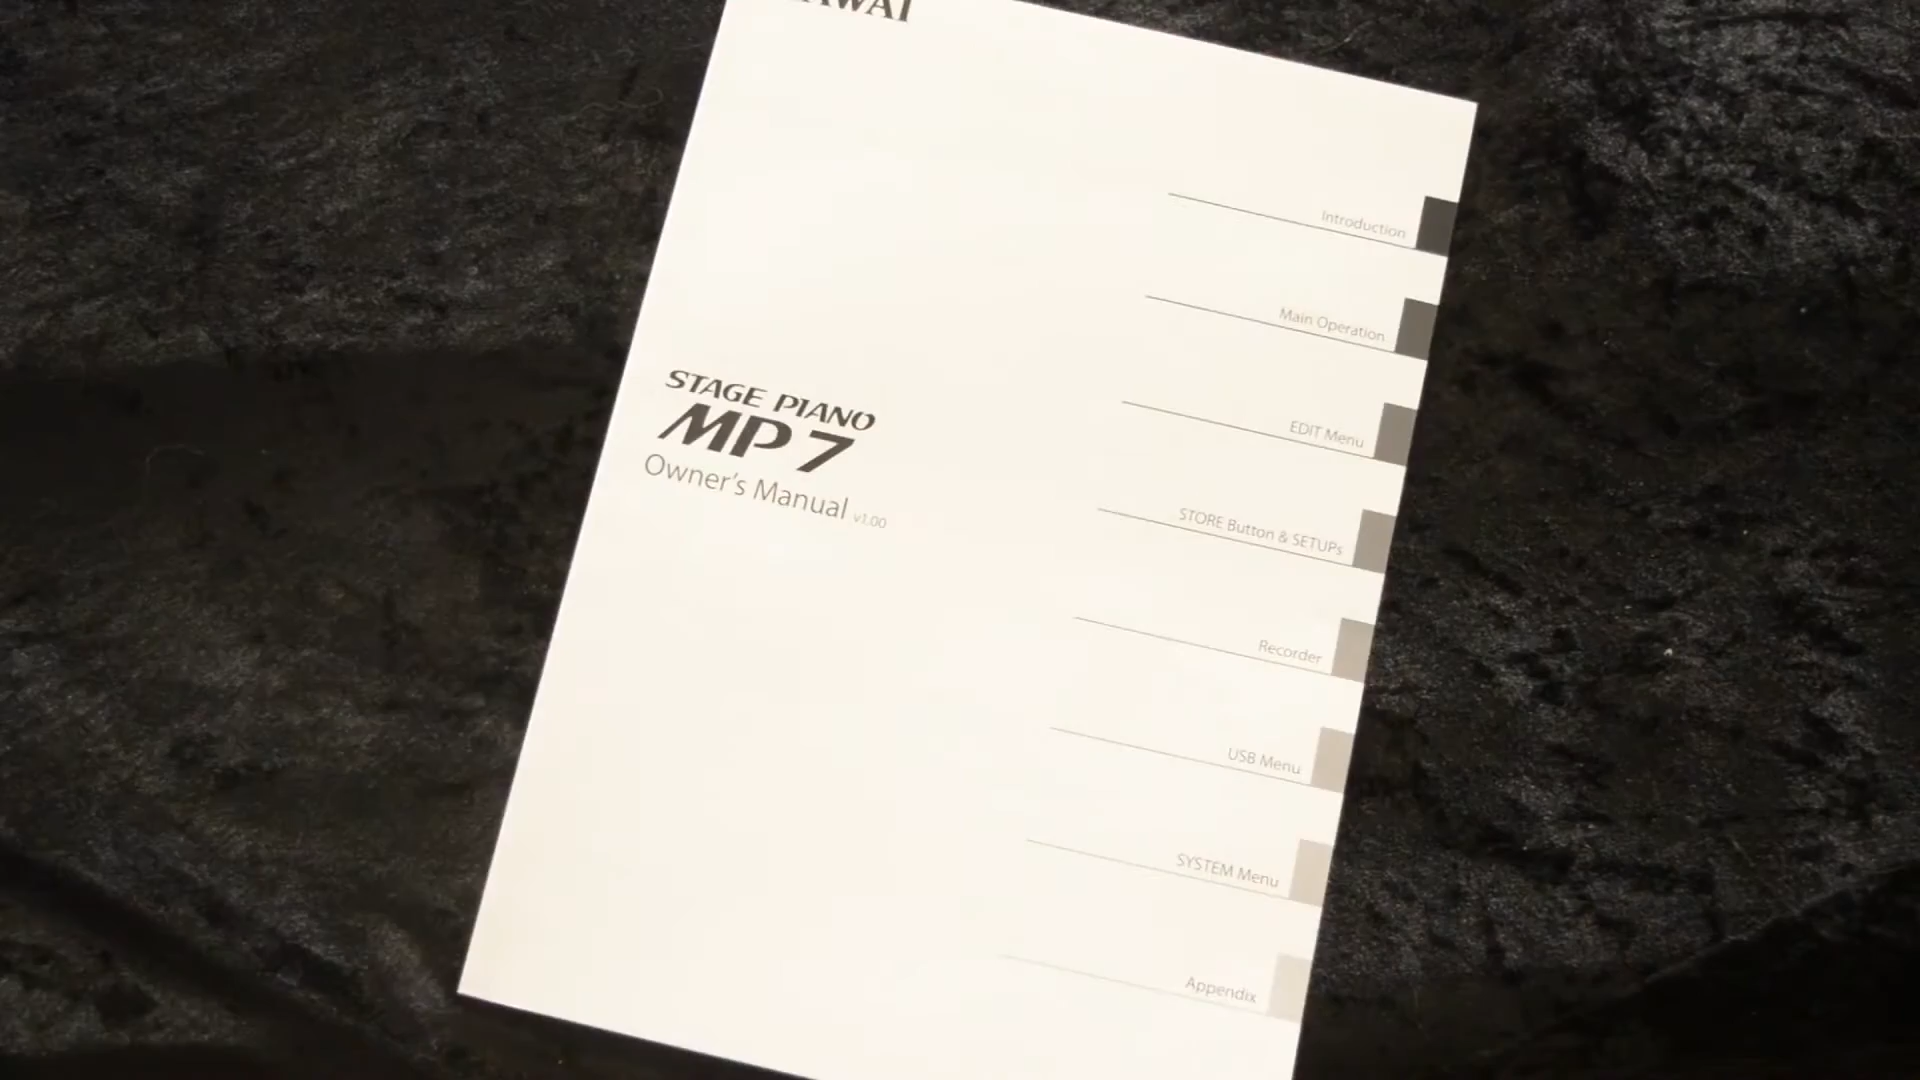 KAWAI
STAGE PIANO
MP7
Owner's Manual v1.00
Introduction
Main Operation
EDIT Menu
STORE Button & SETUPs
Recorder
USB Menu
SYSTEM Menu
Appendix